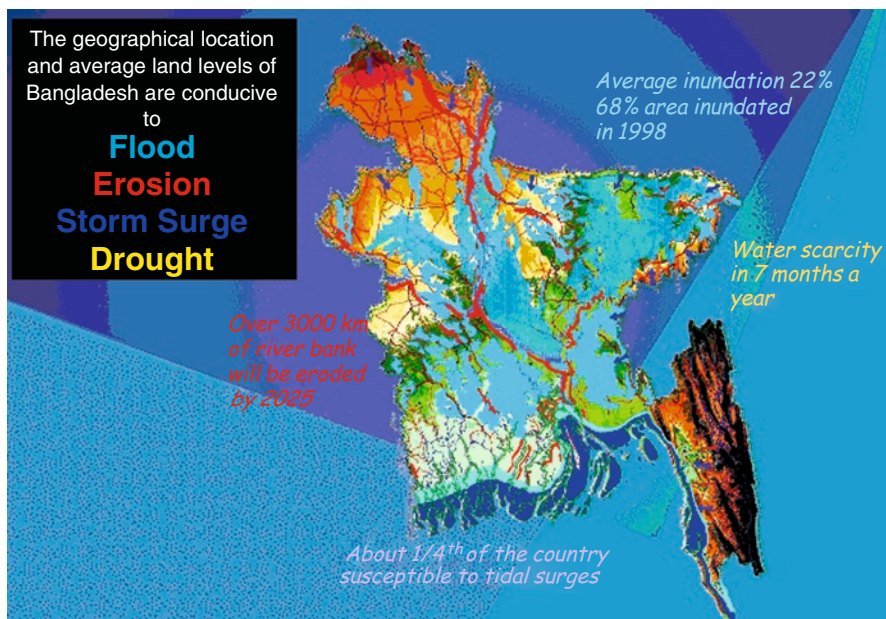 The geographical location
and average land levels of
Bangladesh are conducive
to
Flood
Erosion
Storm Surge
Drought
Average inundation 22%
68% area inundated
in 1998
Water scarcity
in 7 months a
year
Over 3000 km
of river bank
will be eroded
by 2025
About 1/4th of the country
susceptible to tidal surges